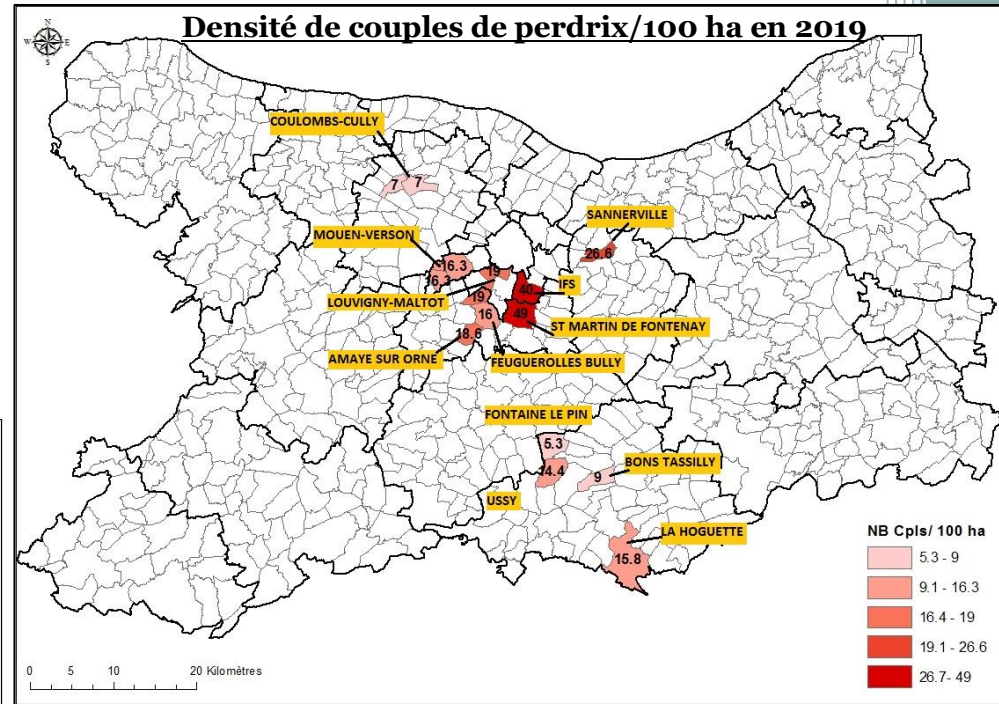 Densité de couples de perdrix/100 ha en 2019
N
W E
S
COULOMBS-CULLY
7 7
SANNERVILLE
26.6
MOUEN-VERSON
16.3
6.3
19
IFS
40
LOUVIGNY-MALTOT
19
16
49
ST MARTIN DE FONTENAY
18.6
AMAYE SUR ORNE
FEUGUEROLLES BULLY
FONTAINE LE PIN
5.3
BONS TASSILLY
14.4
9
USSY
LA HOGUETTE
15.8
NB Cpls/ 100 ha
5.3 - 9
9.1 - 16.3
16.4 - 19
19.1 - 26.6
26.7- 49
0 5 10 20 Kilomètres